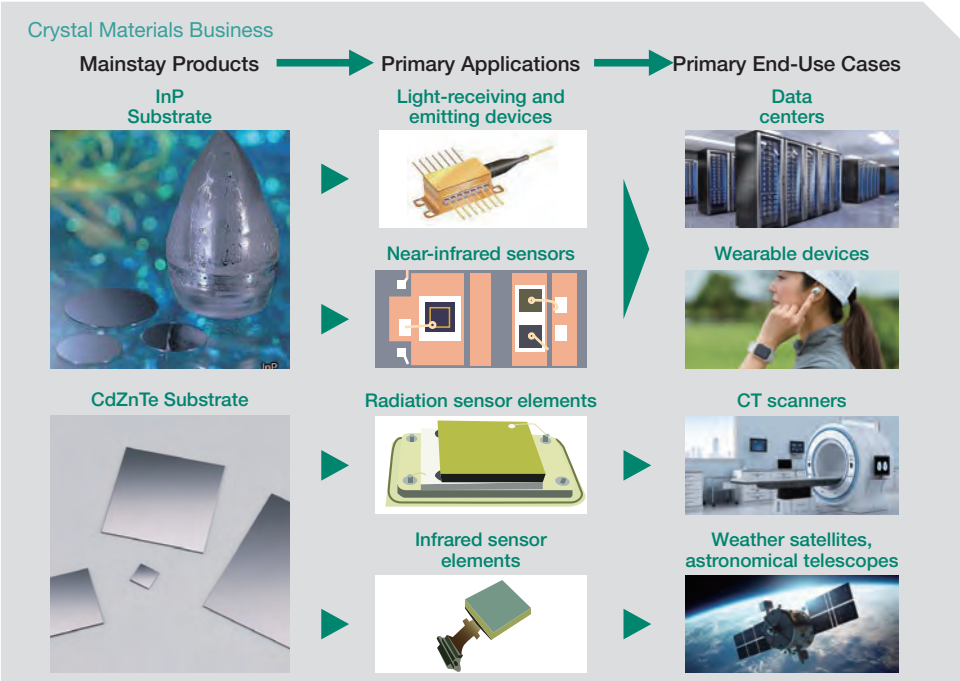 Crystal Materials Business
Mainstay Products
Primary Applications
Primary End-Use Cases
InP
Substrate
Light-receiving and
emitting devices
Data
centers
Near-infrared sensors
Wearable devices
InP
CdZnTe Substrate
Radiation sensor elements
CT scanners
Infrared sensor
elements
Weather satellites,
astronomical telescopes